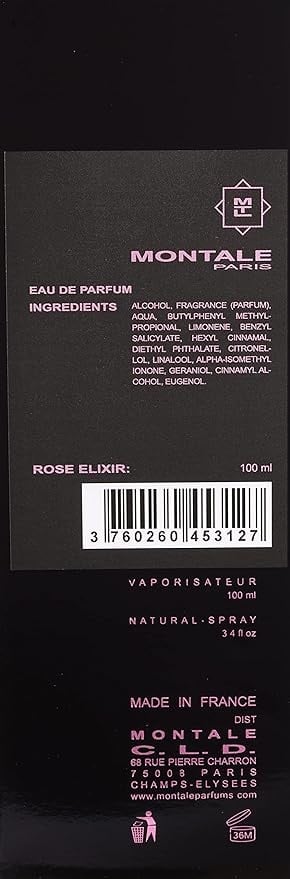 MTL
MONTALE
PARIS
EAU DE PARFUM
INGREDIENTS
ALCOHOL, FRAGRANCE (PARFUM),
AQUA, BUTYLPHENYL METHYL-
PROPIONAL, LIMONENE, BENZYL
SALICYLATE, HEXYL CINNAMAL,
DIETHYL PHTHALATE, CITRONEL-
LOL, LINALOOL, ALPHA-ISOMETHYL
IONONE, GERANIOL, CINNAMYL AL-
COHOL, EUGENOL.
ROSE ELIXIR: 100 ml
3 760260 453127
VAPORISATEUR
100 ml
NATURAL-SPRAY
3 4 fl oz
MADE IN FRANCE
DIST
MONTALE
C. L. D.
68 RUE PIERRE CHARRON
75008 PARIS
CHAMPS-ELYSEES
www.montaleparfums.com
36M